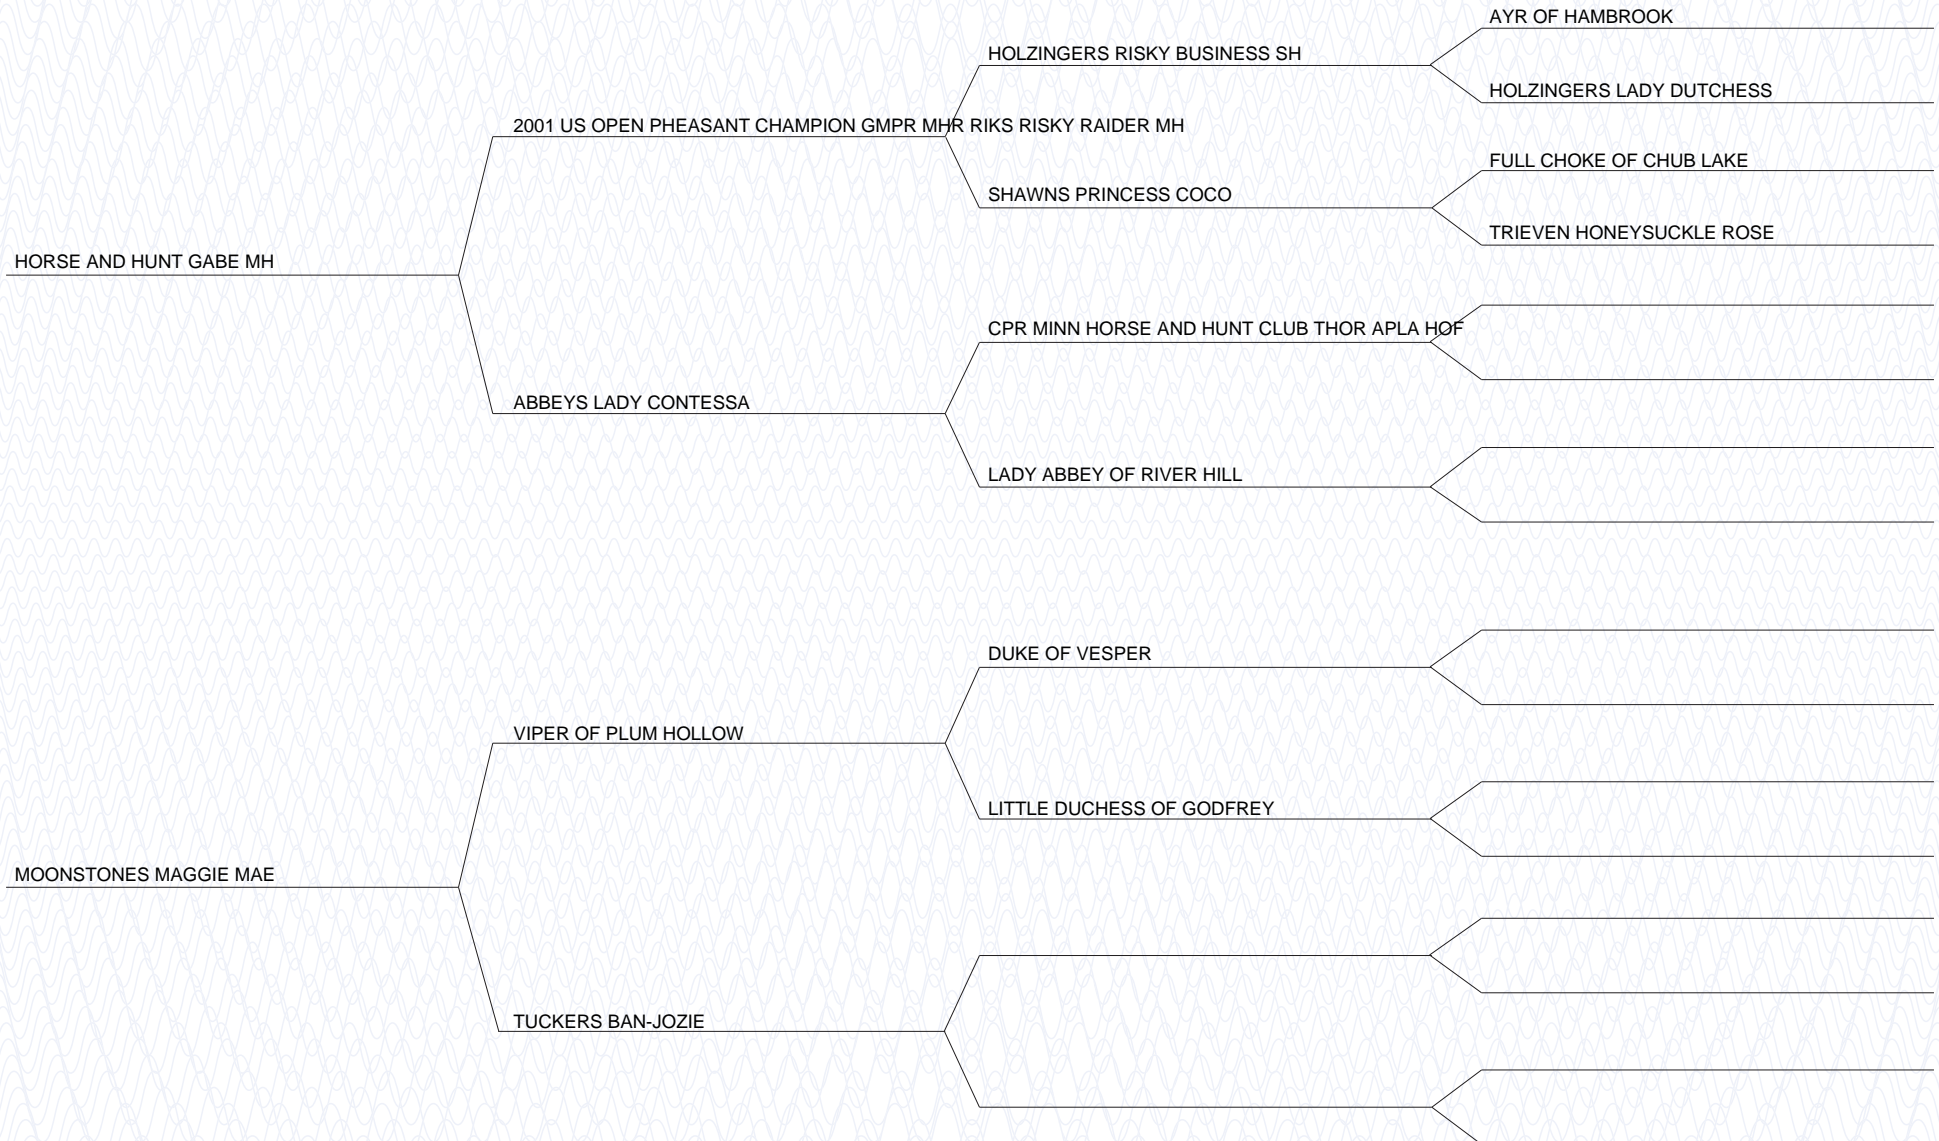 AYR OF HAMBROOK
HOLZINGERS RISKY BUSINESS SH
HOLZINGERS LADY DUTCHESS
2001 US OPEN PHEASANT CHAMPION GMPR MHR RIKS RISKY RAIDER MH
FULL CHOKE OF CHUB LAKE
SHAWNS PRINCESS COCO
TRIEVEN HONEYSUCKLE ROSE
HORSE AND HUNT GABE MH
CPR MINN HORSE AND HUNT CLUB THOR APLA HOF
ABBEYS LADY CONTESSA
LADY ABBEY OF RIVER HILL
DUKE OF VESPER
VIPER OF PLUM HOLLOW
LITTLE DUCHESS OF GODFREY
MOONSTONES MAGGIE MAE
TUCKERS BAN-JOZIE